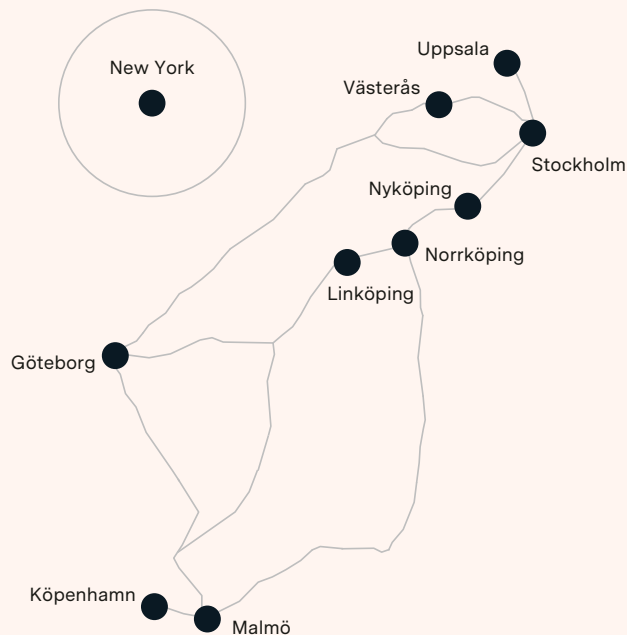 New York
Uppsala
Västerås
Stockholm
Nyköping
Norrköping
Linköping
Göteborg
Köpenhamn
Malmö